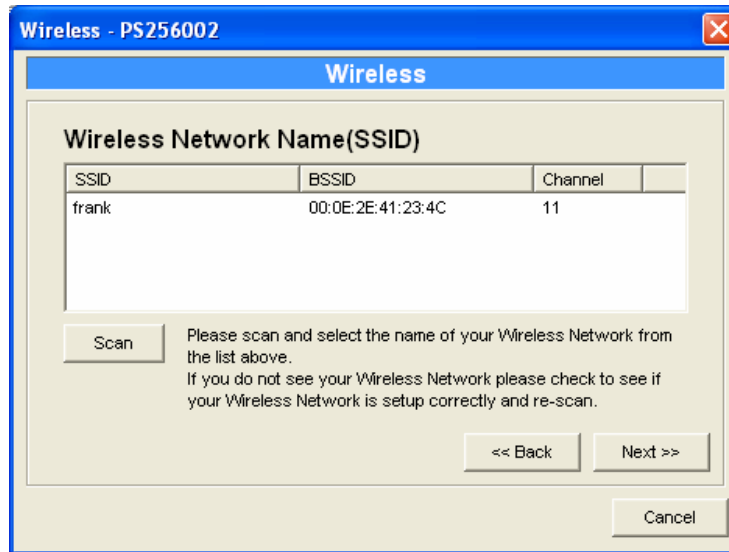 Wireless - PS256002
Wireless
Wireless Network Name(SSID)
SSID BSSID Channel
frank 00:0E:2E:41:23:4C 11
Scan
Please scan and select the name of your Wireless Network from
the list above.
If you do not see your Wireless Network please check to see if
your Wireless Network is setup correctly and re-scan.
<< Back Next >>
Cancel